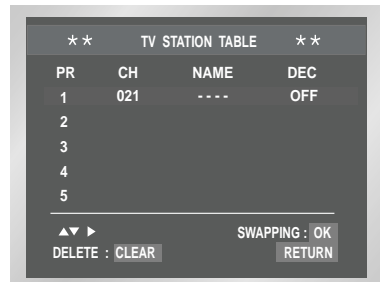 ** TV STATION TABLE **
PR CH NAME DEC
1 021 ---- OFF
2
3
4
5
▲▼ ▶ SWAPPING : OK
DELETE : CLEAR RETURN